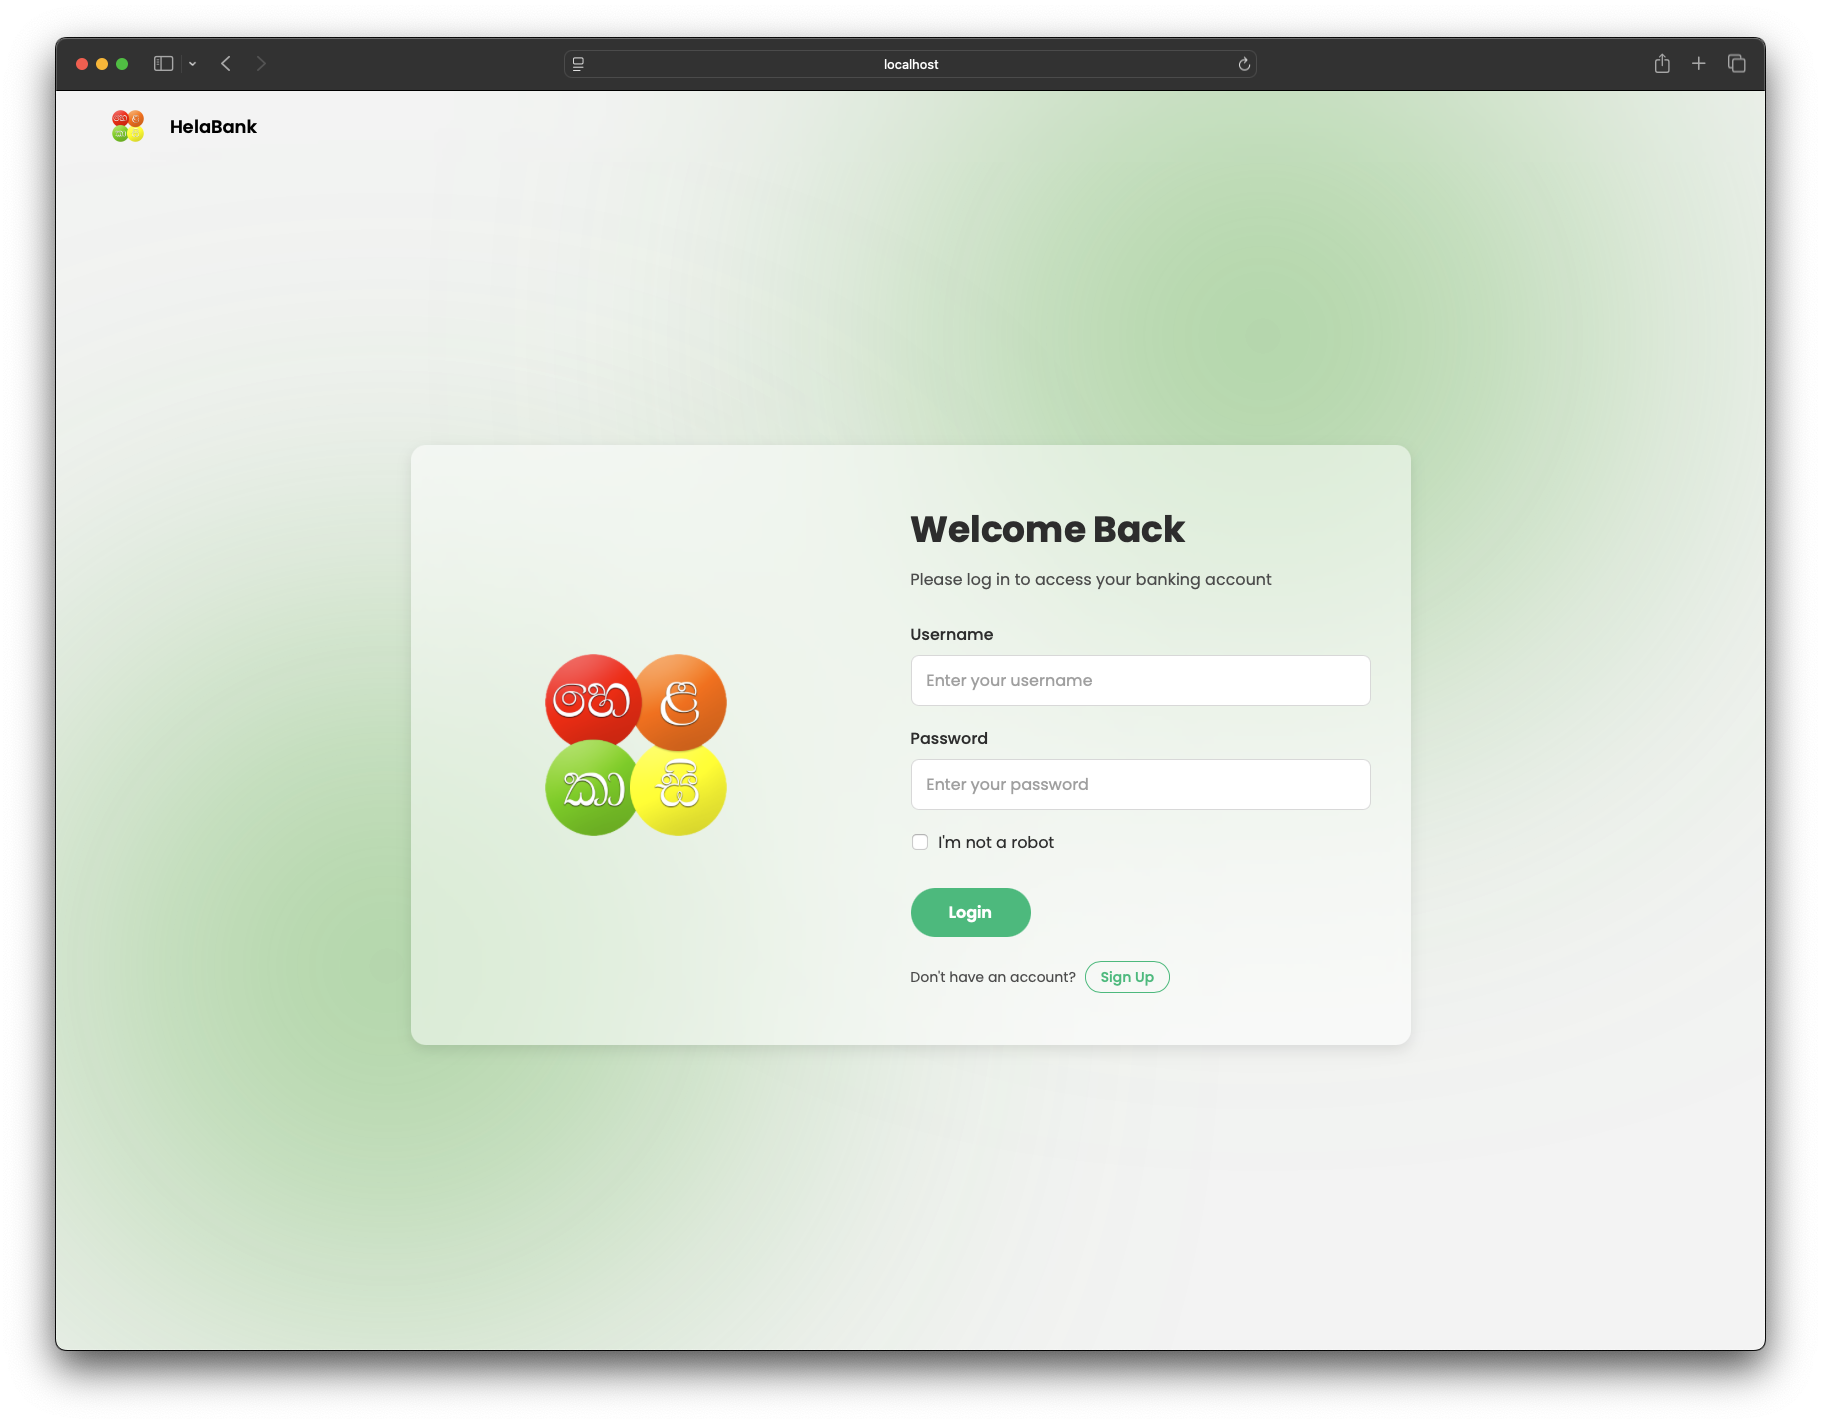 localhost
හෙළ කාසි
HelaBank
Welcome Back
Please log in to access your banking account
Username
Enter your username
හෙ ළී
කා සි
Password
Enter your password
I'm not a robot
Login
Don't have an account? Sign Up